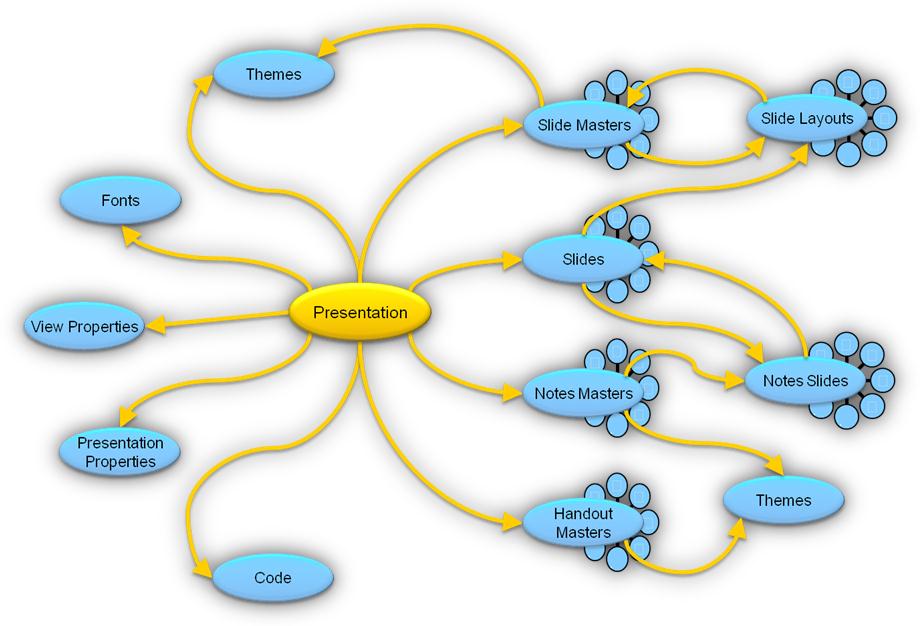 Themes
Slide Masters
Slide Layouts
Fonts
Slides
Presentation
View Properties
Notes Masters
Notes Slides
Presentation
Properties
Themes
Handout
Masters
Code